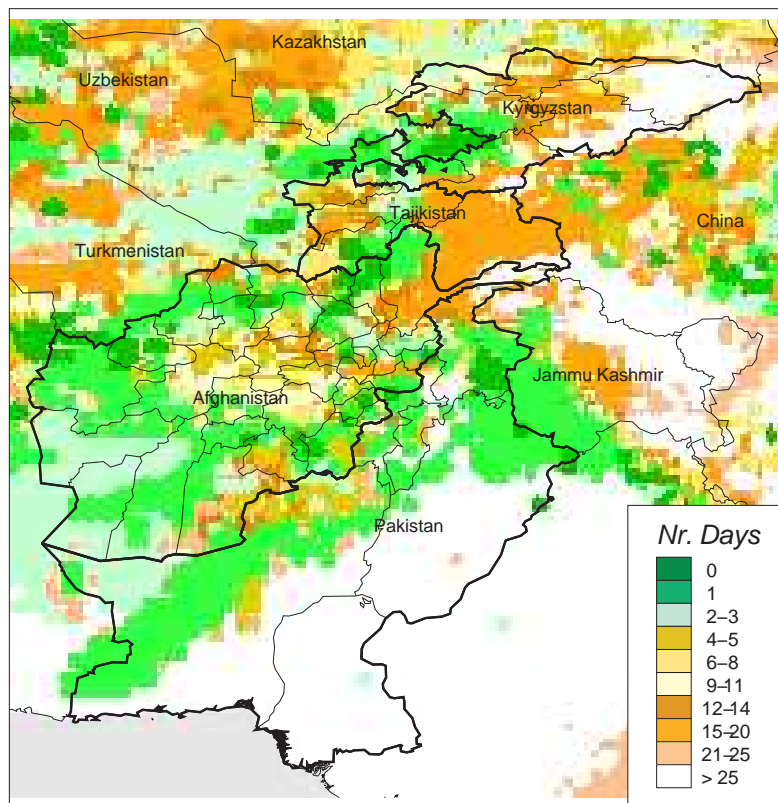 Kazakhstan
Uzbekistan
Kyrgyzstan
Tajikistan
China
Turkmenistan
Jammu Kashmir
Afghanistan
Pakistan
Nr. Days
0
1
2–3
4–5
6–8
9–11
12–14
15–20
21–25
> 25